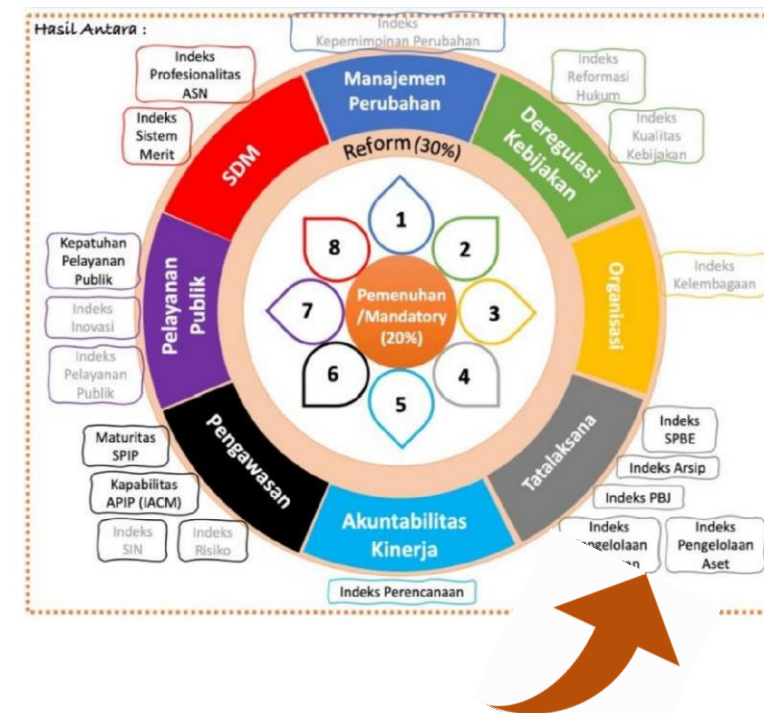 Hasil Antara :
Indeks
Kepemimpinan Perubahan
Indeks
Profesionalitas
ASN
Indeks
Sistem
Merit
Manajemen
Perubahan
Indeks
Reformasi
Hukum
Indeks
Kualitas
Kebijakan
Deregulasi
Kebijakan
SDM
Reform (30%)
Kepatuhan
Pelayanan
Publik
Indeks
Inovasi
Indeks
Pelayanan
Publik
Pelayanan
Publik
1
2
3
4
5
6
7
8
Pemenuhan
/Mandatory
(20%)
Organisasi
Indeks
Kelembagaan
Maturitas
SPIP
Kapabilitas
APIP (IACM)
Indeks
SIN
Indeks
Risiko
Pengawasan
Akuntabilitas
Kinerja
Indeks Perencanaan
Tatalaksana
Indeks
SPBE
Indeks Arsip
Indeks PBJ
Indeks
Indeks
Pengelolaan
Aset